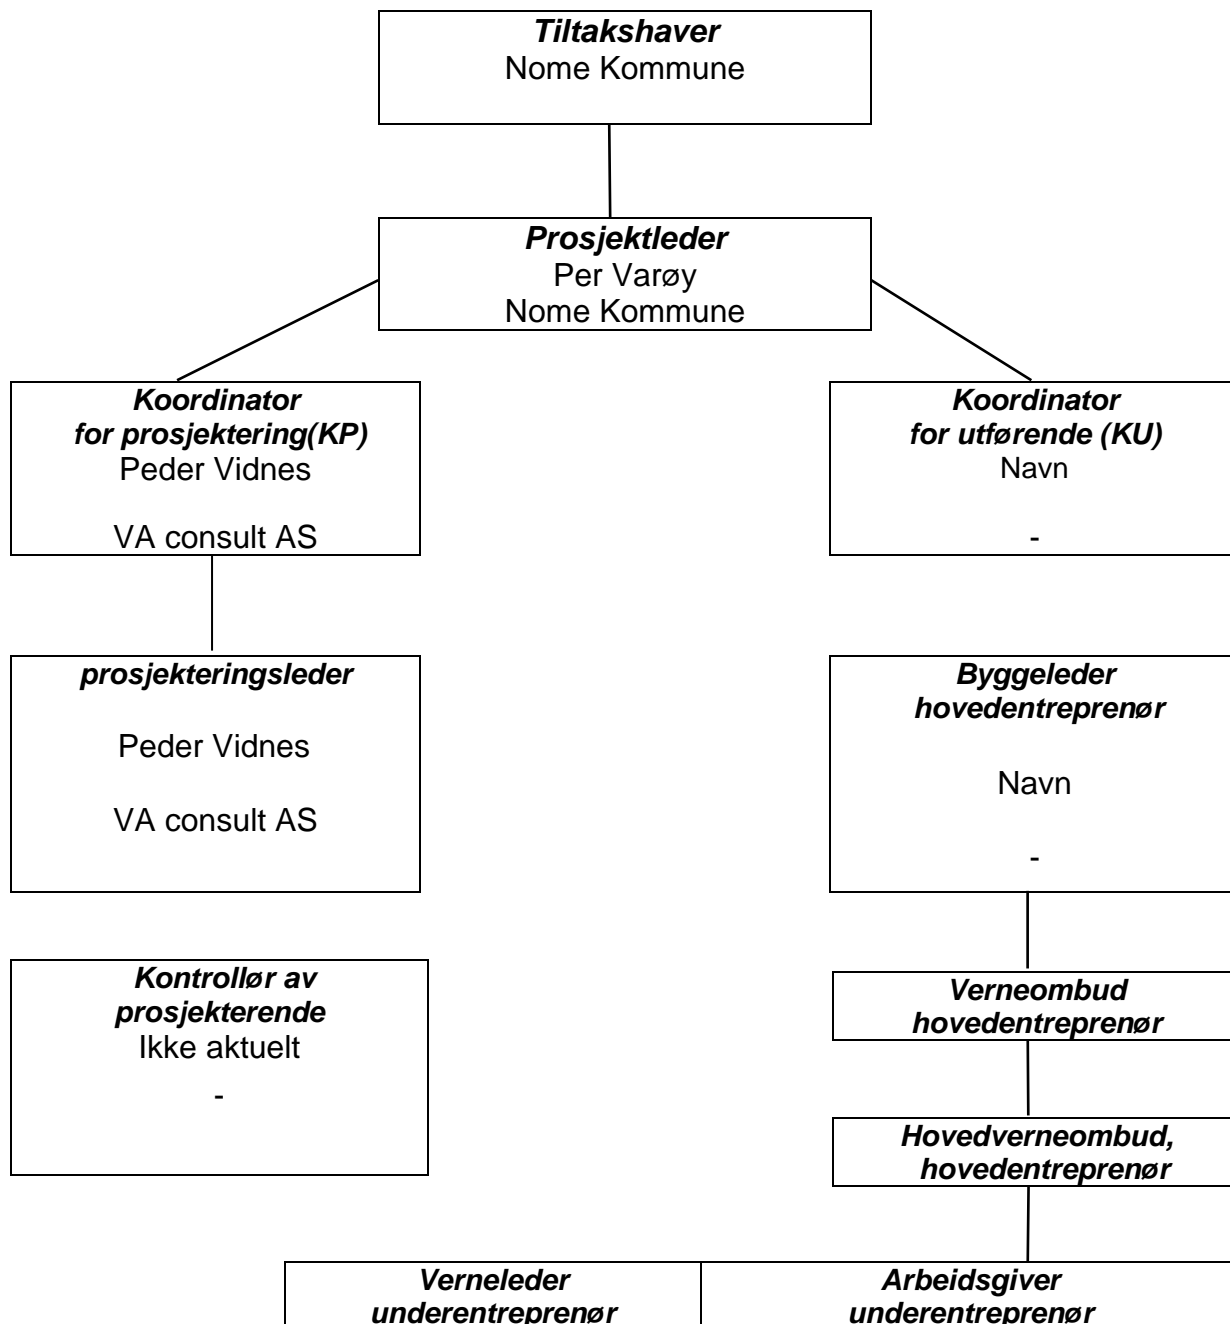 Tiltakshaver
Nome Kommune
Prosjektleder
Per Varøy
Nome Kommune
Koordinator
for prosjektering(KP)
Peder Vidnes
VA consult AS
Koordinator
for utførende (KU)
Navn
-
prosjekteringsleder
Peder Vidnes
VA consult AS
Byggeleder
hovedentreprenør
Navn
-
Kontrollør av
prosjekterende
Ikke aktuelt
-
Verneombud
hovedentreprenør
Hovedverneombud,
hovedentreprenør
Verneleder
underentreprenør
Arbeidsgiver
underentreprenør